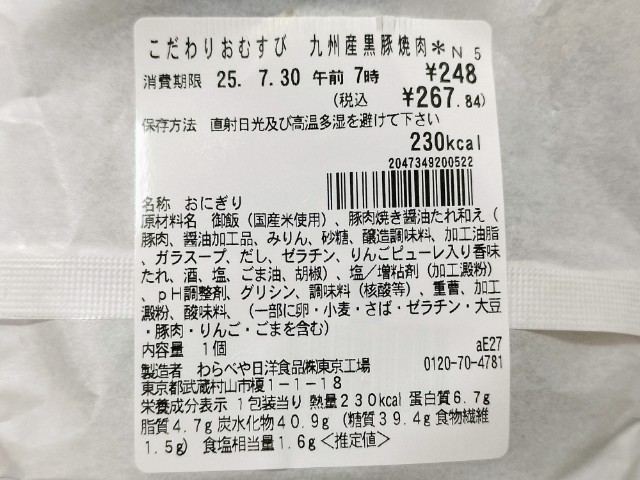 こだわりおむすび 九州産黒豚焼肉＊N5
消費期限 25. 7.30 午前 7時 ¥248
(税込 ¥267.84)
保存方法 直射日光及び高温多湿を避けて下さい
230kcal
2047349200522
名称 おにぎり
原材料名 御飯（国産米使用）、豚肉焼き醤油たれ和え（
豚肉、醤油加工品、みりん、砂糖、醸造調味料、加工油脂
、ガラスープ、だし、ゼラチン、りんごピューレ入り香味
たれ、酒、塩、ごま油、胡椒）、塩／増粘剤（加工澱粉）
、ｐＨ調整剤、グリシン、調味料（核酸等）、重曹、加工
澱粉、酸味料、（一部に卵・小麦・さば・ゼラチン・大豆
・豚肉・りんご・ごまを含む）
内容量 1個 aE27
製造者 わらべや日洋食品㈱東京工場 0120-70-4781
東京都武蔵村山市榎１－１－１８
栄養成分表示 １包装当り 熱量２３０kcal 蛋白質６.７g
脂質４.７g 炭水化物４０.９g （糖質３９.４g 食物繊維
１.５g） 食塩相当量１.６g＜推定値＞